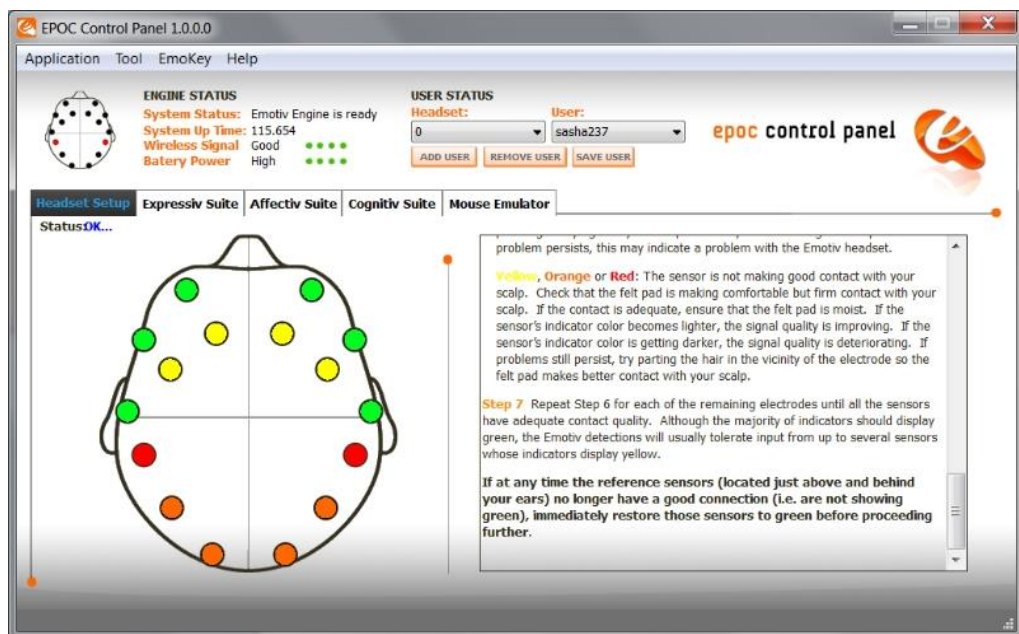 EPOC Control Panel 1.0.0.0
Application Tool EmoKey Help
ENGINE STATUS
System Status: Emotiv Engine is ready
System Up Time: 115.654
Wireless Signal Good
Batery Power High
USER STATUS
Headset: User:
0 sasha237
ADD USER REMOVE USER SAVE USER
epoc control panel
Headset Setup Expressiv Suite Affectiv Suite Cognitiv Suite Mouse Emulator
Status:OK...
problem persists, this may indicate a problem with the Emotiv headset.
Yellow, Orange or Red: The sensor is not making good contact with your
scalp. Check that the felt pad is making comfortable but firm contact with your
scalp. If the contact is adequate, ensure that the felt pad is moist. If the
sensor's indicator color becomes lighter, the signal quality is improving. If the
sensor's indicator color is getting darker, the signal quality is deteriorating. If
problems still persist, try parting the hair in the vicinity of the electrode so the
felt pad makes better contact with your scalp.
Step 7 Repeat Step 6 for each of the remaining electrodes until all the sensors
have adequate contact quality. Although the majority of indicators should display
green, the Emotiv detections will usually tolerate input from up to several sensors
whose indicators display yellow.
If at any time the reference sensors (located just above and behind
your ears) no longer have a good connection (i.e. are not showing
green), immediately restore those sensors to green before proceeding
further.